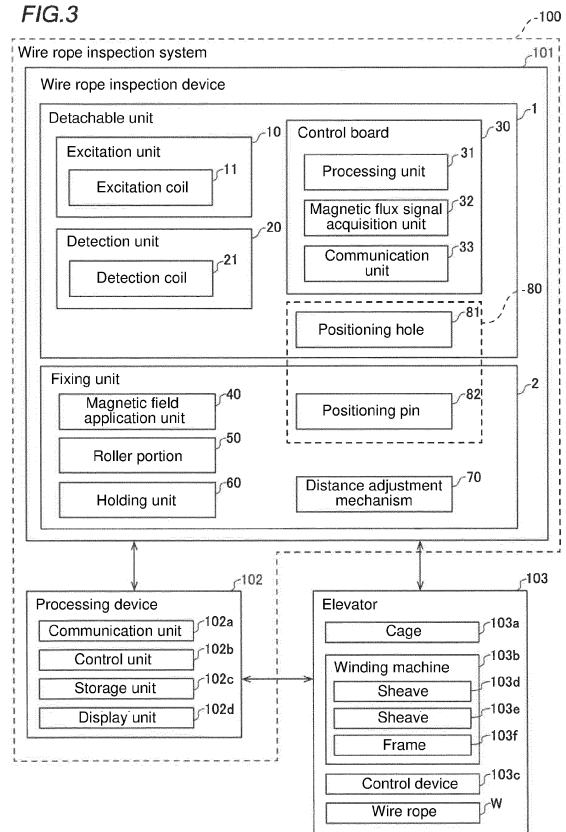 FIG.3
100
Wire rope inspection system
101
Wire rope inspection device
1
Detachable unit
10
Excitation unit
11
Excitation coil
20
Detection unit
21
Detection coil
30
Control board
31
Processing unit
32
Magnetic flux signal
acquisition unit
33
Communication
unit
80
81
Positioning hole
2
Fixing unit
40
Magnetic field
application unit
50
Roller portion
60
Holding unit
82
Positioning pin
70
Distance adjustment
mechanism
102
Processing device
102a
Communication unit
102b
Control unit
102c
Storage unit
102d
Display unit
103
Elevator
103a
Cage
103b
Winding machine
103d
Sheave
103e
Sheave
103f
Frame
103c
Control device
W
Wire rope